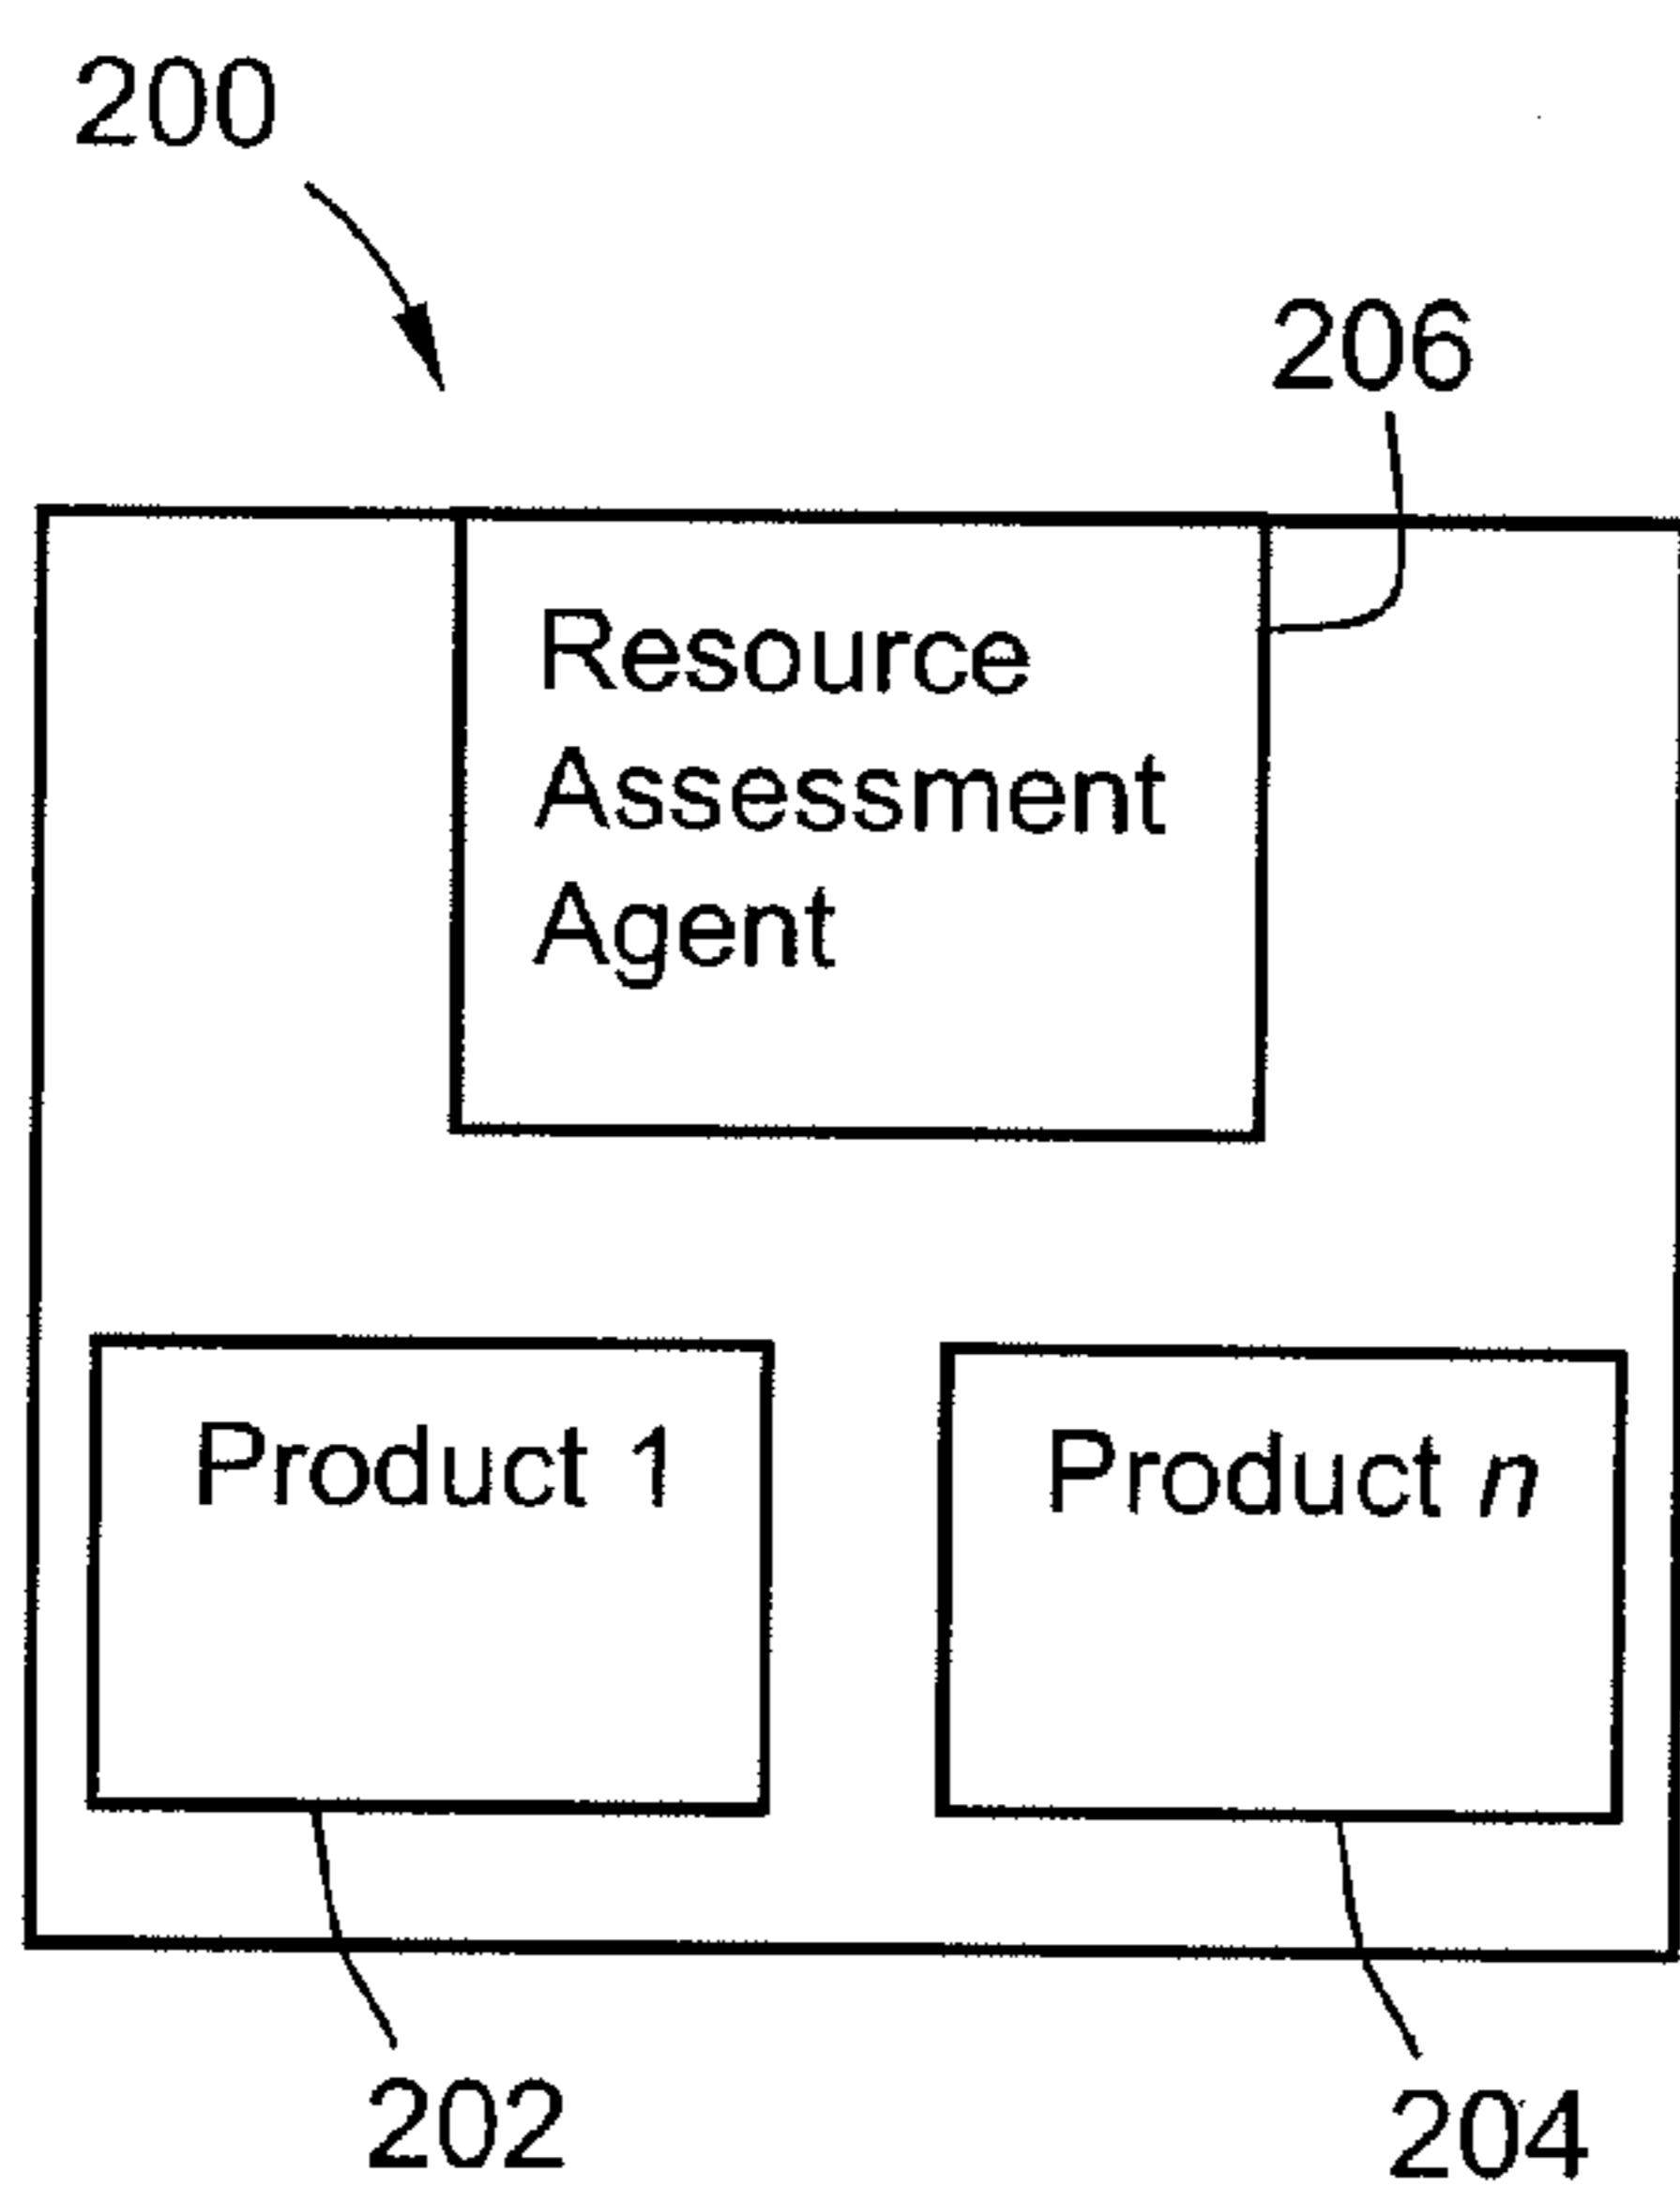 200
206
Resource
Assessment
Agent
Product 1
Product n
202
204